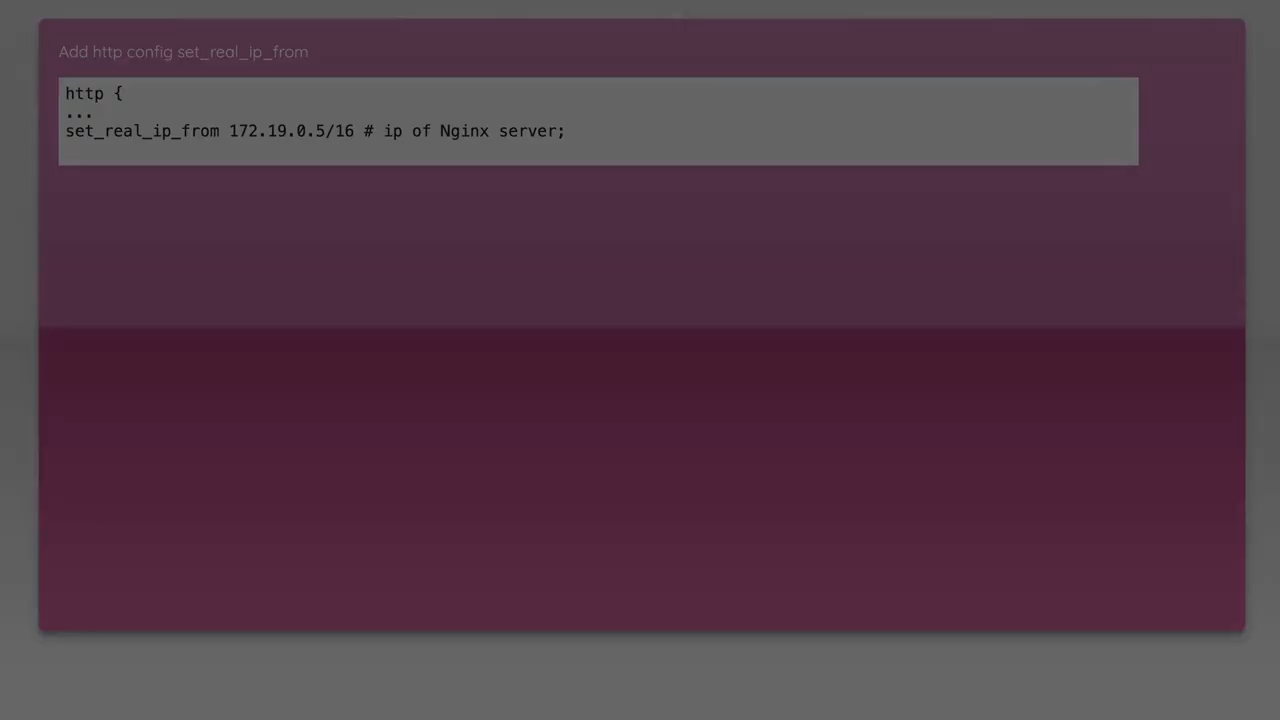 Add http config set_real_ip_from
http {
...
set_real_ip_from 172.19.0.5/16 # ip of Nginx server;